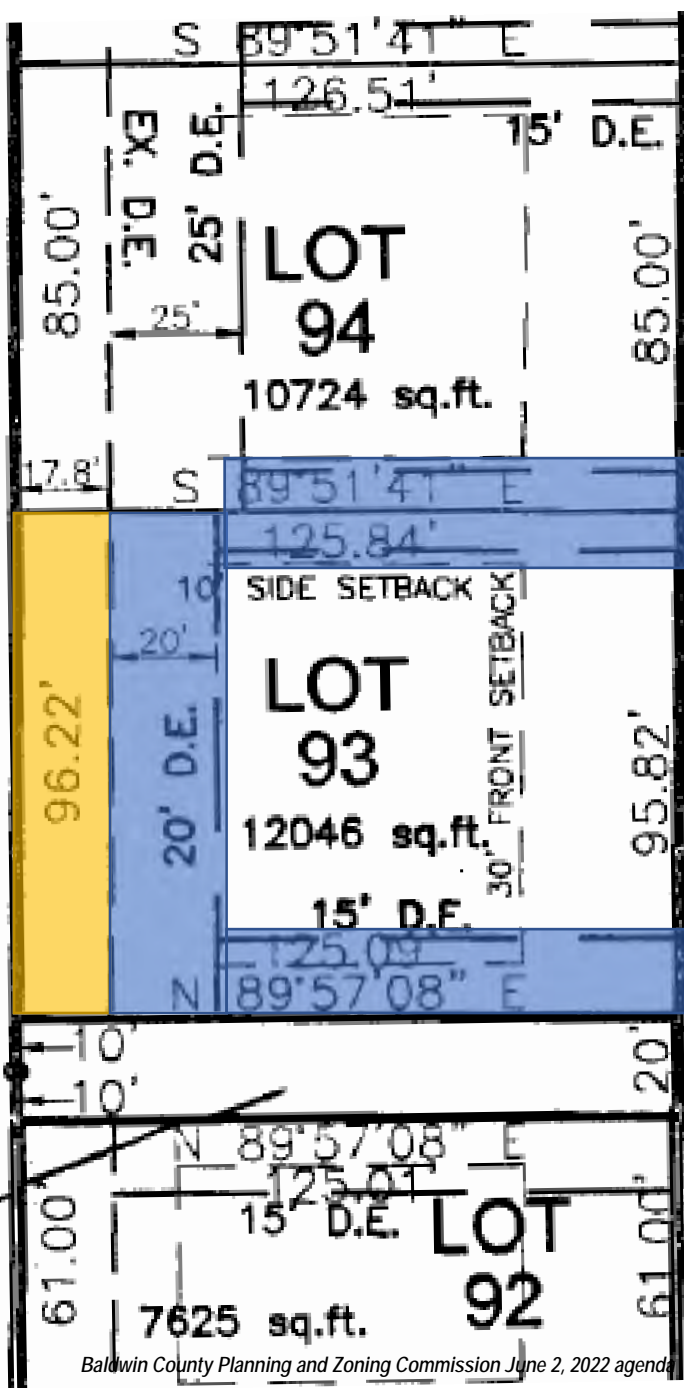 S 89°51'41" E
126.51'
15' D.E.
EX. D.E.
25' D.E.
85.00'
LOT
94
85.00'
25'
10724 sq.ft.
17.8'
S 89°51'41" E
125.84'
10
SIDE SETBACK
20'
LOT
93
30' FRONT SETBACK
96.22'
20' D.E.
95.82'
12046 sq.ft.
15' D.E.
125.09'
N 89°57'08" E
10'
20'
10'
N 89°57'08" E
125.01'
15' D.E.
LOT
92
61.00'
61.00'
7625 sq.ft.
Baldwin County Planning and Zoning Commission June 2, 2022 agenda